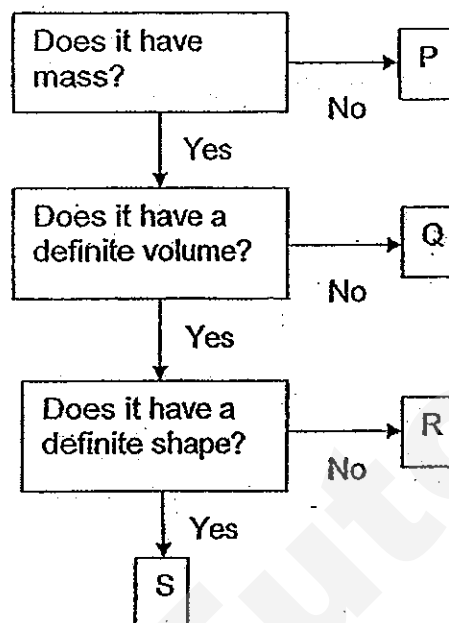 Does it have
mass?
P
No
Yes
Does it have a
definite volume?
Q
No
Yes
Does it have a
definite shape?
R
No
Yes
S